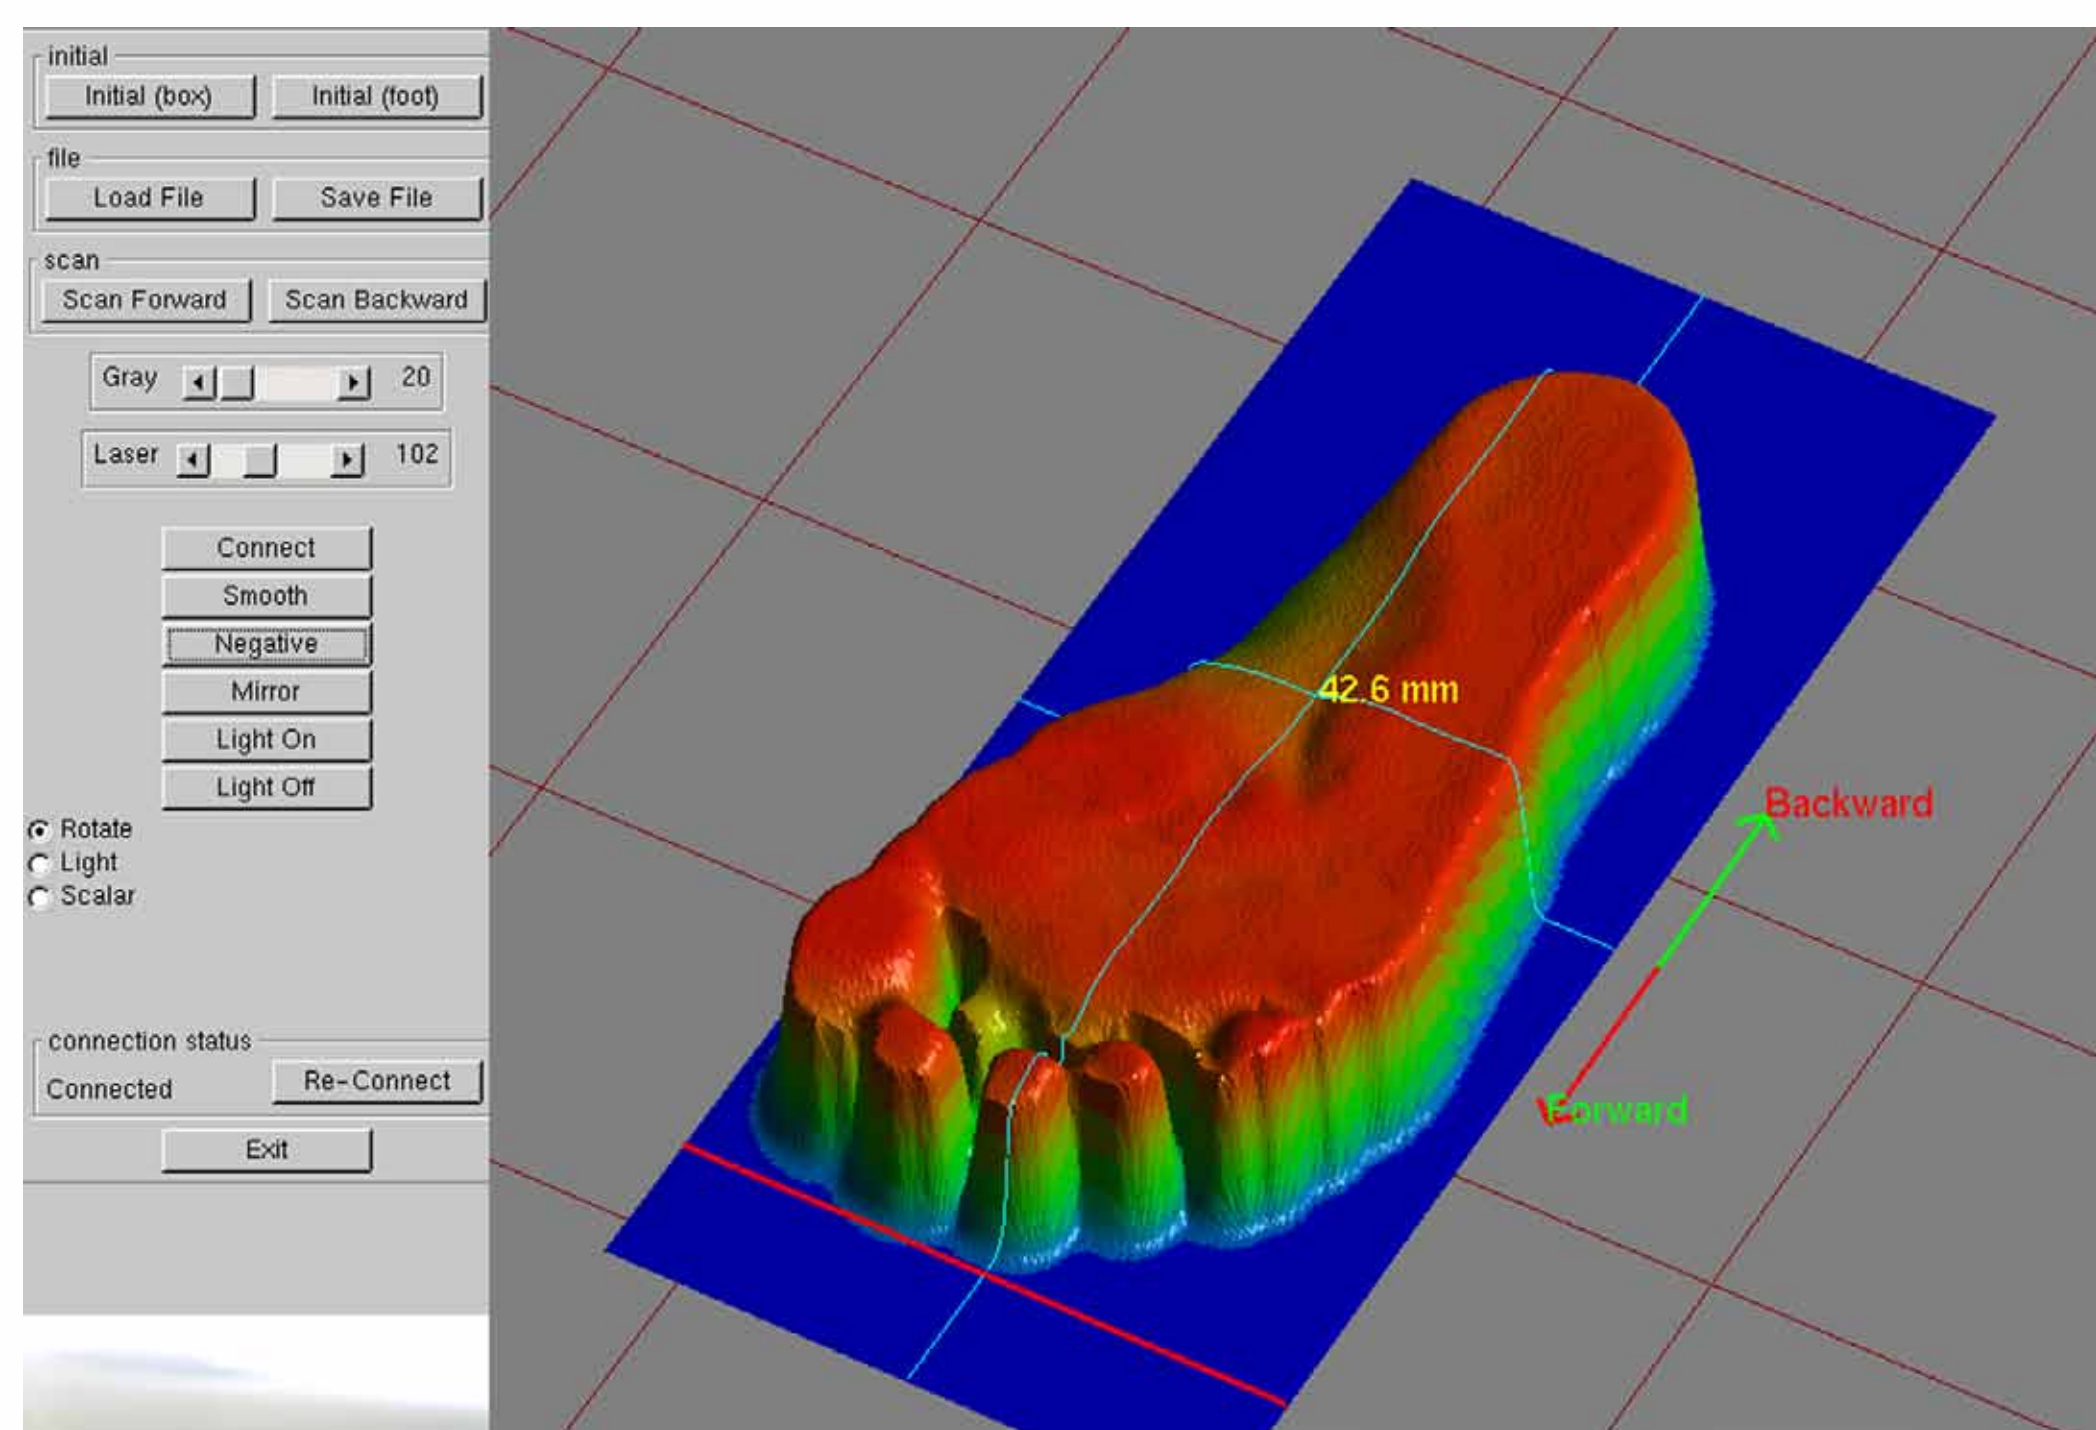 initial
Initial (box) Initial (foot)
file
Load File Save File
scan
Scan Forward Scan Backward
Gray 20
Laser 102
Connect
Smooth
Negative
Mirror
Light On
Light Off
Rotate
Light
Scalar
connection status
Connected Re-Connect
Exit
42.6 mm
Backward
Forward